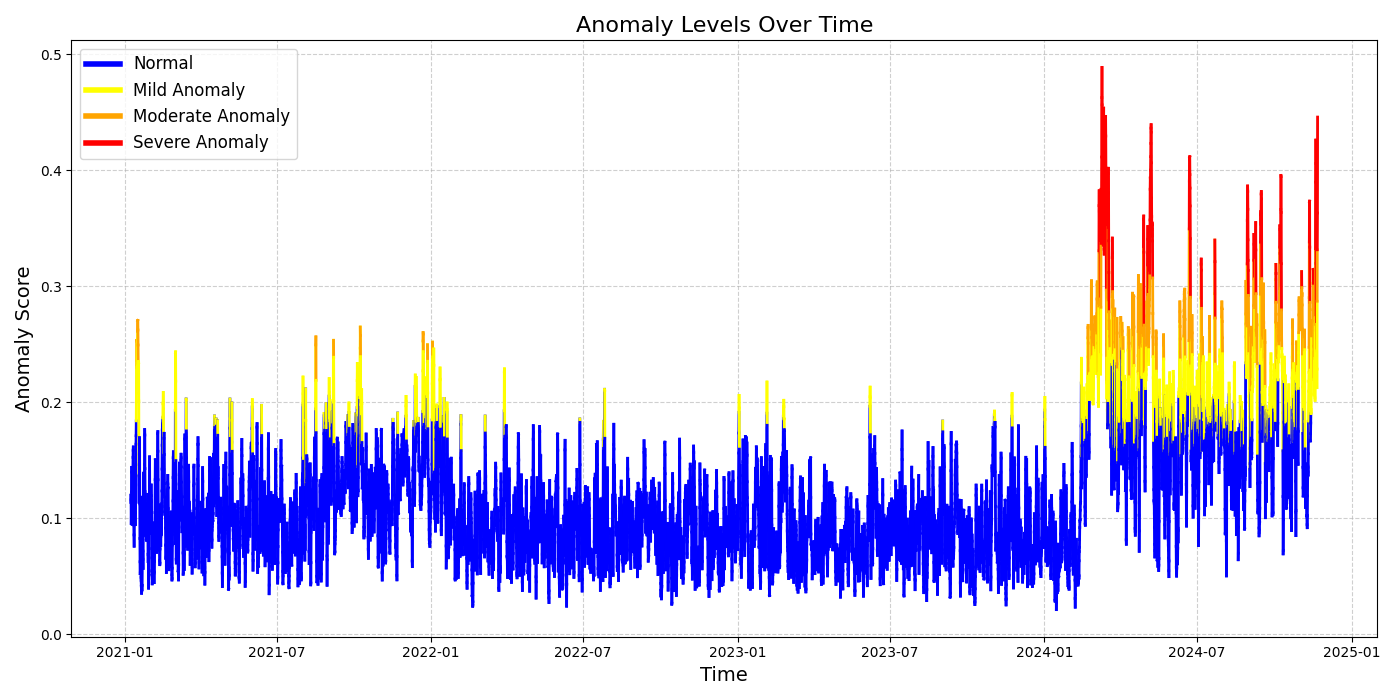 Anomaly Levels Over Time
Normal
Mild Anomaly
Moderate Anomaly
Severe Anomaly
Anomaly Score
0.5
0.4
0.3
0.2
0.1
0.0
2021-01 2021-07 2022-01 2022-07 2023-01 2023-07 2024-01 2024-07 2025-01
Time